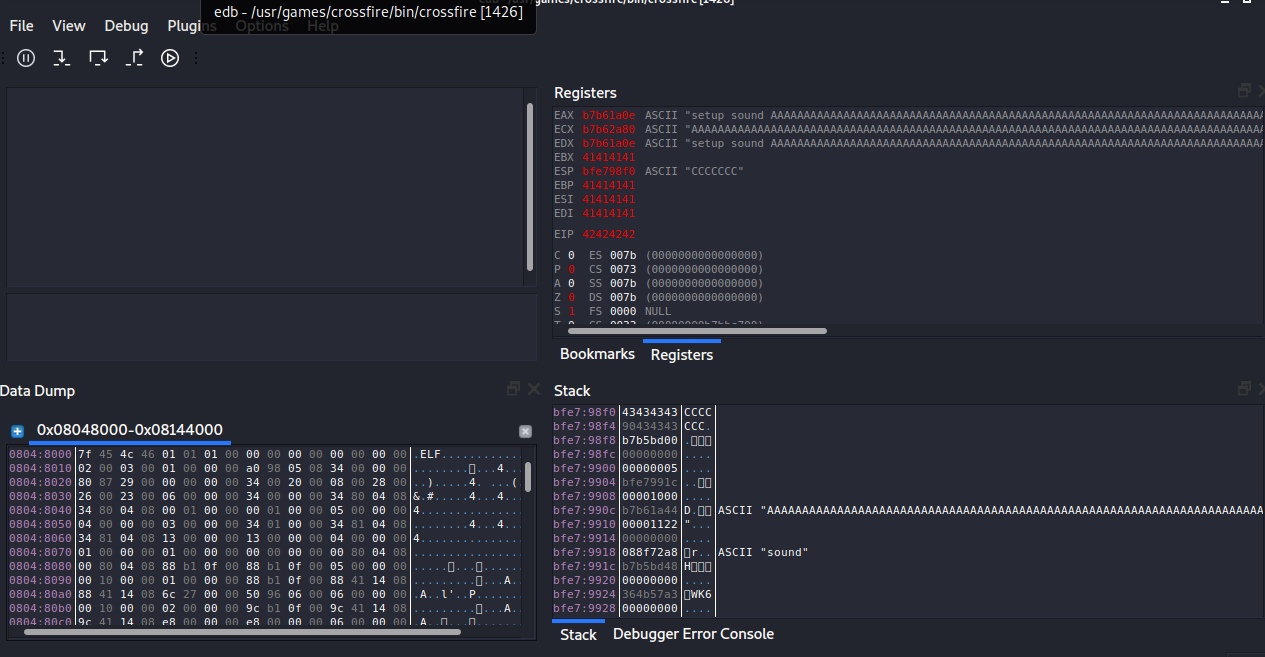 edb - /usr/games/crossfire/bin/crossfire [1426]
File View Debug Plugins Options Help
Registers
EAX b7b61a0e ASCII "setup sound AAAAAAAAAAAAAAAAAAAAAAAAAAAAAAAAAAAAAAAAAAAAAAAAAAAAAAAAAAAAAAAAAAA
ECX b7b62a80 ASCII "AAAAAAAAAAAAAAAAAAAAAAAAAAAAAAAAAAAAAAAAAAAAAAAAAAAAAAAAAAAAAAAAAAAAAAAAAAAAAAA
EDX b7b61a0e ASCII "setup sound AAAAAAAAAAAAAAAAAAAAAAAAAAAAAAAAAAAAAAAAAAAAAAAAAAAAAAAAAAAAAAAAAAA
EBX 41414141
ESP bfe798f0 ASCII "CCCCCCC"
EBP 41414141
ESI 41414141
EDI 41414141
EIP 42424242
C 0 ES 007b (0000000000000000)
P 0 CS 0073 (0000000000000000)
A 0 SS 007b (0000000000000000)
Z 0 DS 007b (0000000000000000)
S 1 FS 0000 NULL
Bookmarks Registers
Data Dump
0x08048000-0x08144000
0804:8000 7f 45 4c 46 01 01 01 00 00 00 00 00 00 00 00 00 .ELF............
0804:8010 02 00 03 00 01 00 00 00 a0 98 05 08 34 00 00 00 ............4...
0804:8020 80 87 29 00 00 00 00 00 34 00 20 00 08 00 28 00 ..).....4. ...(.
0804:8030 26 00 23 00 06 00 00 00 34 00 00 00 34 80 04 08 &.#.....4...4...
0804:8040 34 80 04 08 00 01 00 00 00 01 00 00 05 00 00 00 4...............
0804:8050 04 00 00 00 03 00 00 00 34 01 00 00 34 81 04 08 ........4...4...
0804:8060 34 81 04 08 13 00 00 00 13 00 00 00 04 00 00 00 4...............
0804:8070 01 00 00 00 01 00 00 00 00 00 00 00 00 80 04 08 ................
0804:8080 00 80 04 08 88 b1 0f 00 88 b1 0f 00 05 00 00 00 ................
0804:8090 00 10 00 00 01 00 00 00 88 b1 0f 00 88 41 14 08 .............A..
0804:80a0 88 41 14 08 6c 27 00 00 50 96 06 00 06 00 00 00 .A..l'..P.......
0804:80b0 00 10 00 00 02 00 00 00 9c b1 0f 00 9c 41 14 08 .............A..
0804:80c0 9c 41 14 08 e8 00 00 00 e8 00 00 00 06 00 00 00 .A..............
Stack
bfe7:98f0 43434343 CCCC
bfe7:98f4 90434343 CCC.
bfe7:98f8 b7b5bd00 .
bfe7:98fc 00000000 ....
bfe7:9900 00000005 ....
bfe7:9904 bfe7991c ..
bfe7:9908 00001000 ....
bfe7:990c b7b61a44 D. ASCII "AAAAAAAAAAAAAAAAAAAAAAAAAAAAAAAAAAAAAAAAAAAAAAAAAAAAAAAAAAAAAAAAAAAAAAA
bfe7:9910 00001122 "...
bfe7:9914 00000000 ....
bfe7:9918 088f72a8 r.. ASCII "sound"
bfe7:991c b7b5bd48 H
bfe7:9920 00000000 ....
bfe7:9924 364b57a3 WK6
bfe7:9928 00000000 ....
Stack Debugger Error Console